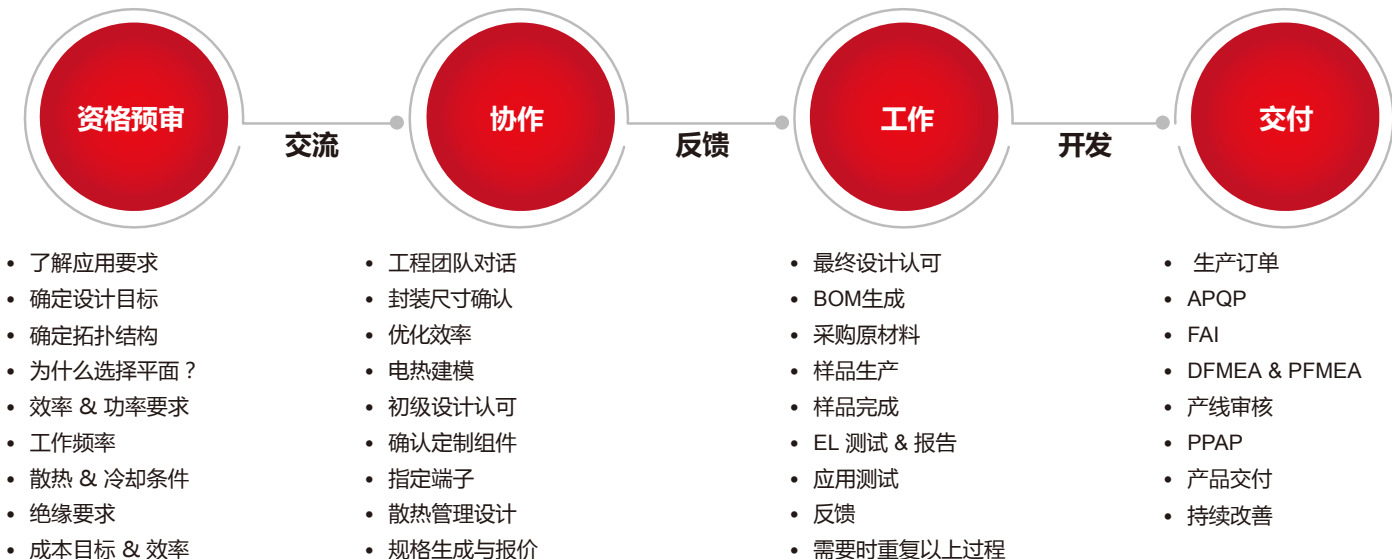 资格预审
交流
协作
反馈
工作
开发
交付
• 了解应用要求
• 确定设计目标
• 确定拓扑结构
• 为什么选择平面？
• 效率 & 功率要求
• 工作频率
• 散热 & 冷却条件
• 绝缘要求
• 成本目标 & 效率
• 工程团队对话
• 封装尺寸确认
• 优化效率
• 电热建模
• 初级设计认可
• 确认定制组件
• 指定端子
• 散热管理设计
• 规格生成与报价
• 最终设计认可
• BOM生成
• 采购原材料
• 样品生产
• 样品完成
• EL 测试 & 报告
• 应用测试
• 反馈
• 需要时重复以上过程
• 生产订单
• APQP
• FAI
• DFMEA & PFMEA
• 产线审核
• PPAP
• 产品交付
• 持续改善